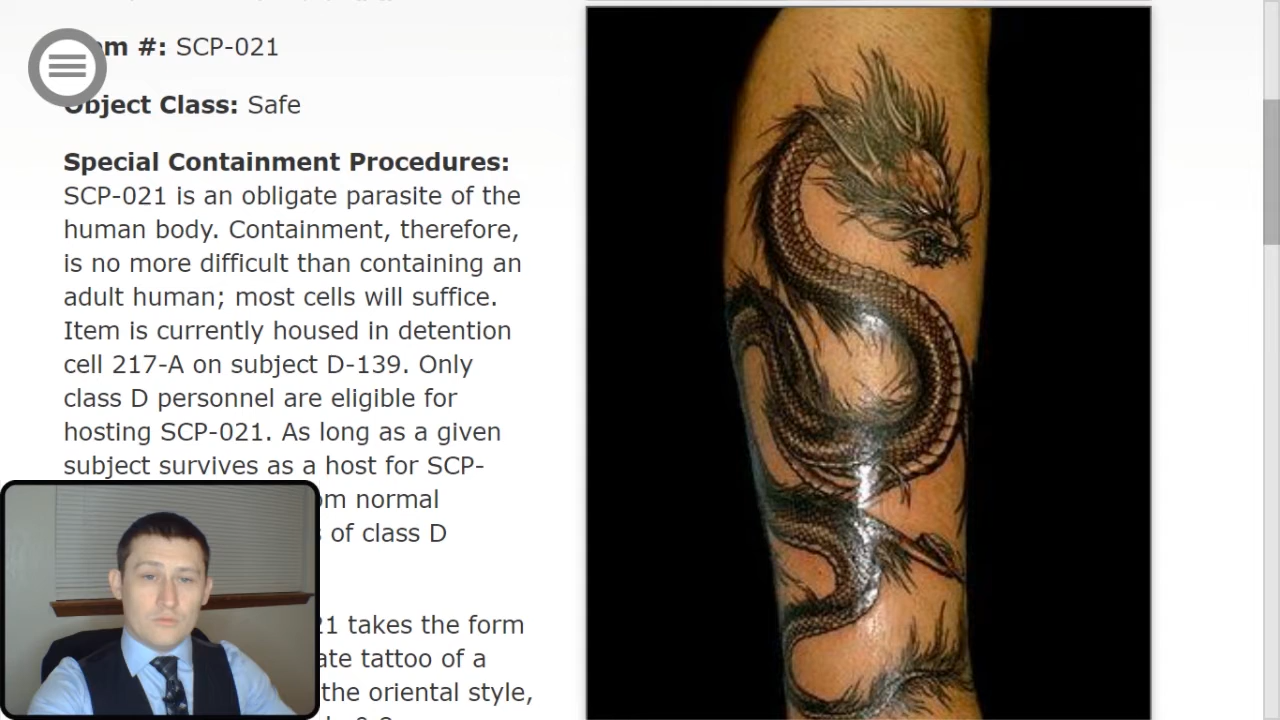 m #: SCP-021
Object Class: Safe
Special Containment Procedures:
SCP-021 is an obligate parasite of the
human body. Containment, therefore,
is no more difficult than containing an
adult human; most cells will suffice.
Item is currently housed in detention
cell 217-A on subject D-139. Only
class D personnel are eligible for
hosting SCP-021. As long as a given
subject survives as a host for SCP-
om normal
of class D
21 takes the form
ate tattoo of a
the oriental style,